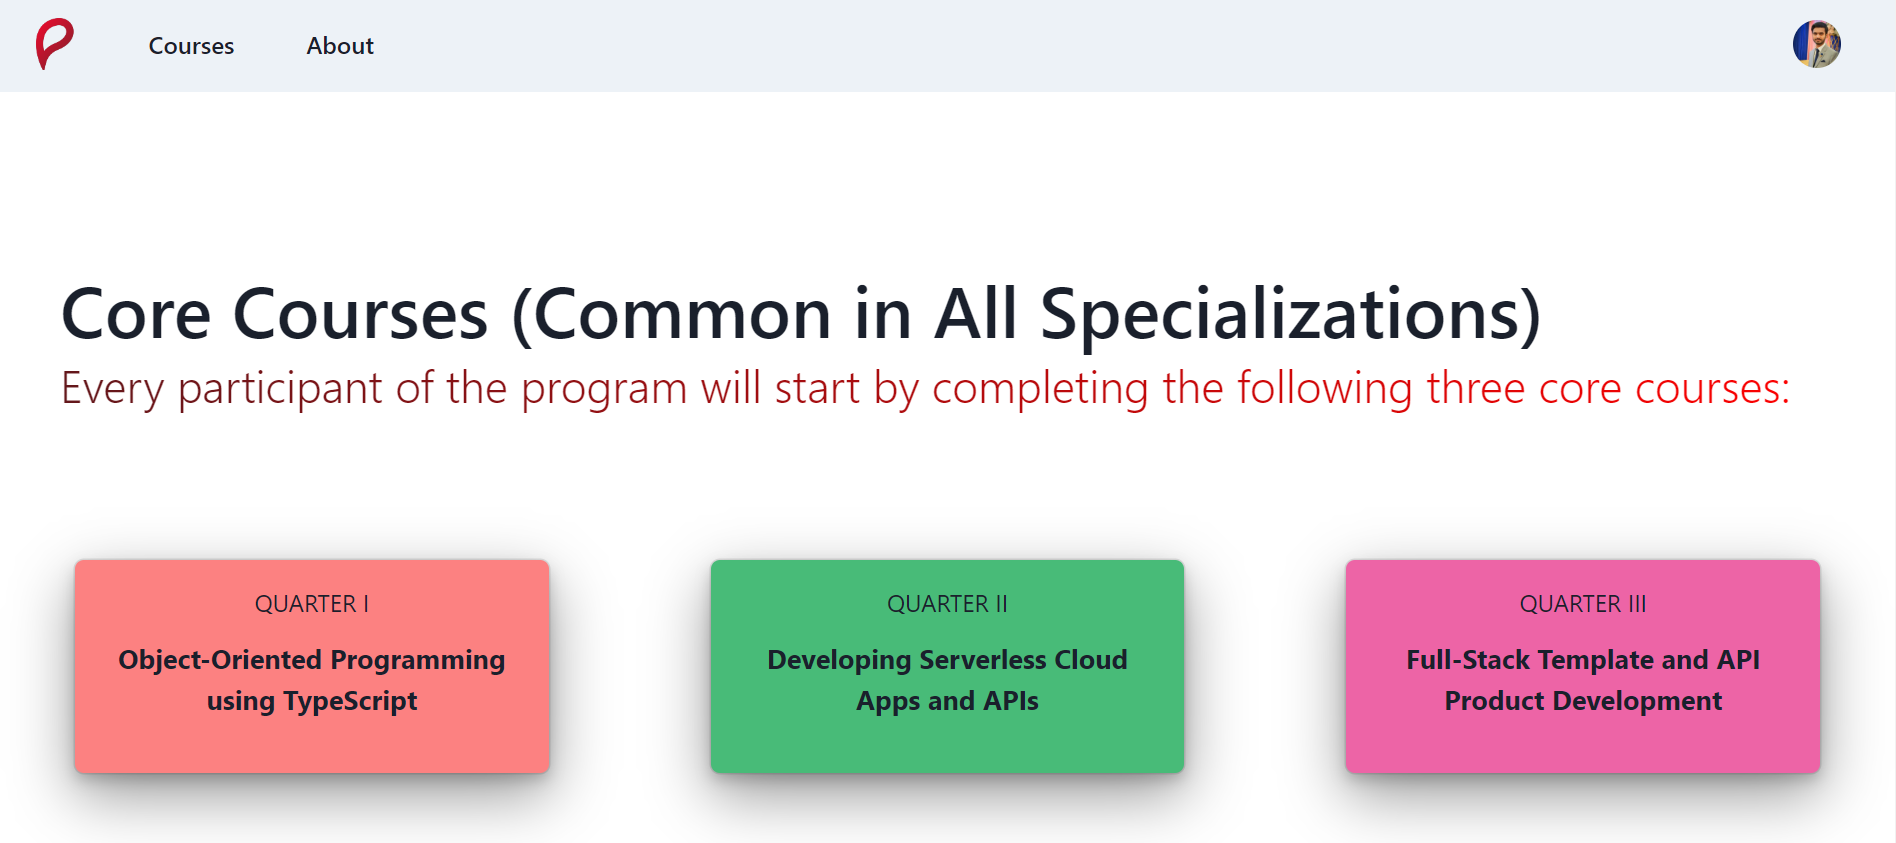 Courses
About
Core Courses (Common in All Specializations)
Every participant of the program will start by completing the following three core courses:
QUARTER I
Object-Oriented Programming
using TypeScript
QUARTER II
Developing Serverless Cloud
Apps and APIs
QUARTER III
Full-Stack Template and API
Product Development